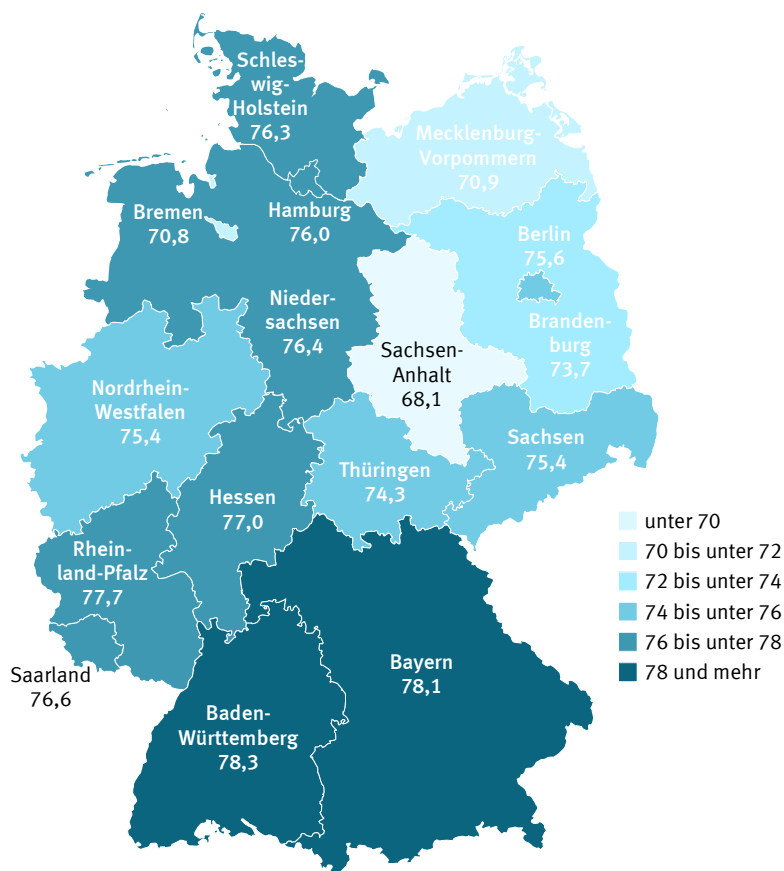 Schles-
wig-
Holstein
76,3
Mecklenburg-
Vorpommern
70,9
Bremen
70,8
Hamburg
76,0
Berlin
75,6
Nieder-
sachsen
76,4
Branden-
burg
73,7
Sachsen-
Anhalt
68,1
Nordrhein-
Westfalen
75,4
Sachsen
75,4
Thüringen
74,3
Hessen
77,0
Rhein-
land-Pfalz
77,7
Saarland
76,6
Bayern
78,1
Baden-
Württemberg
78,3
unter 70
70 bis unter 72
72 bis unter 74
74 bis unter 76
76 bis unter 78
78 und mehr